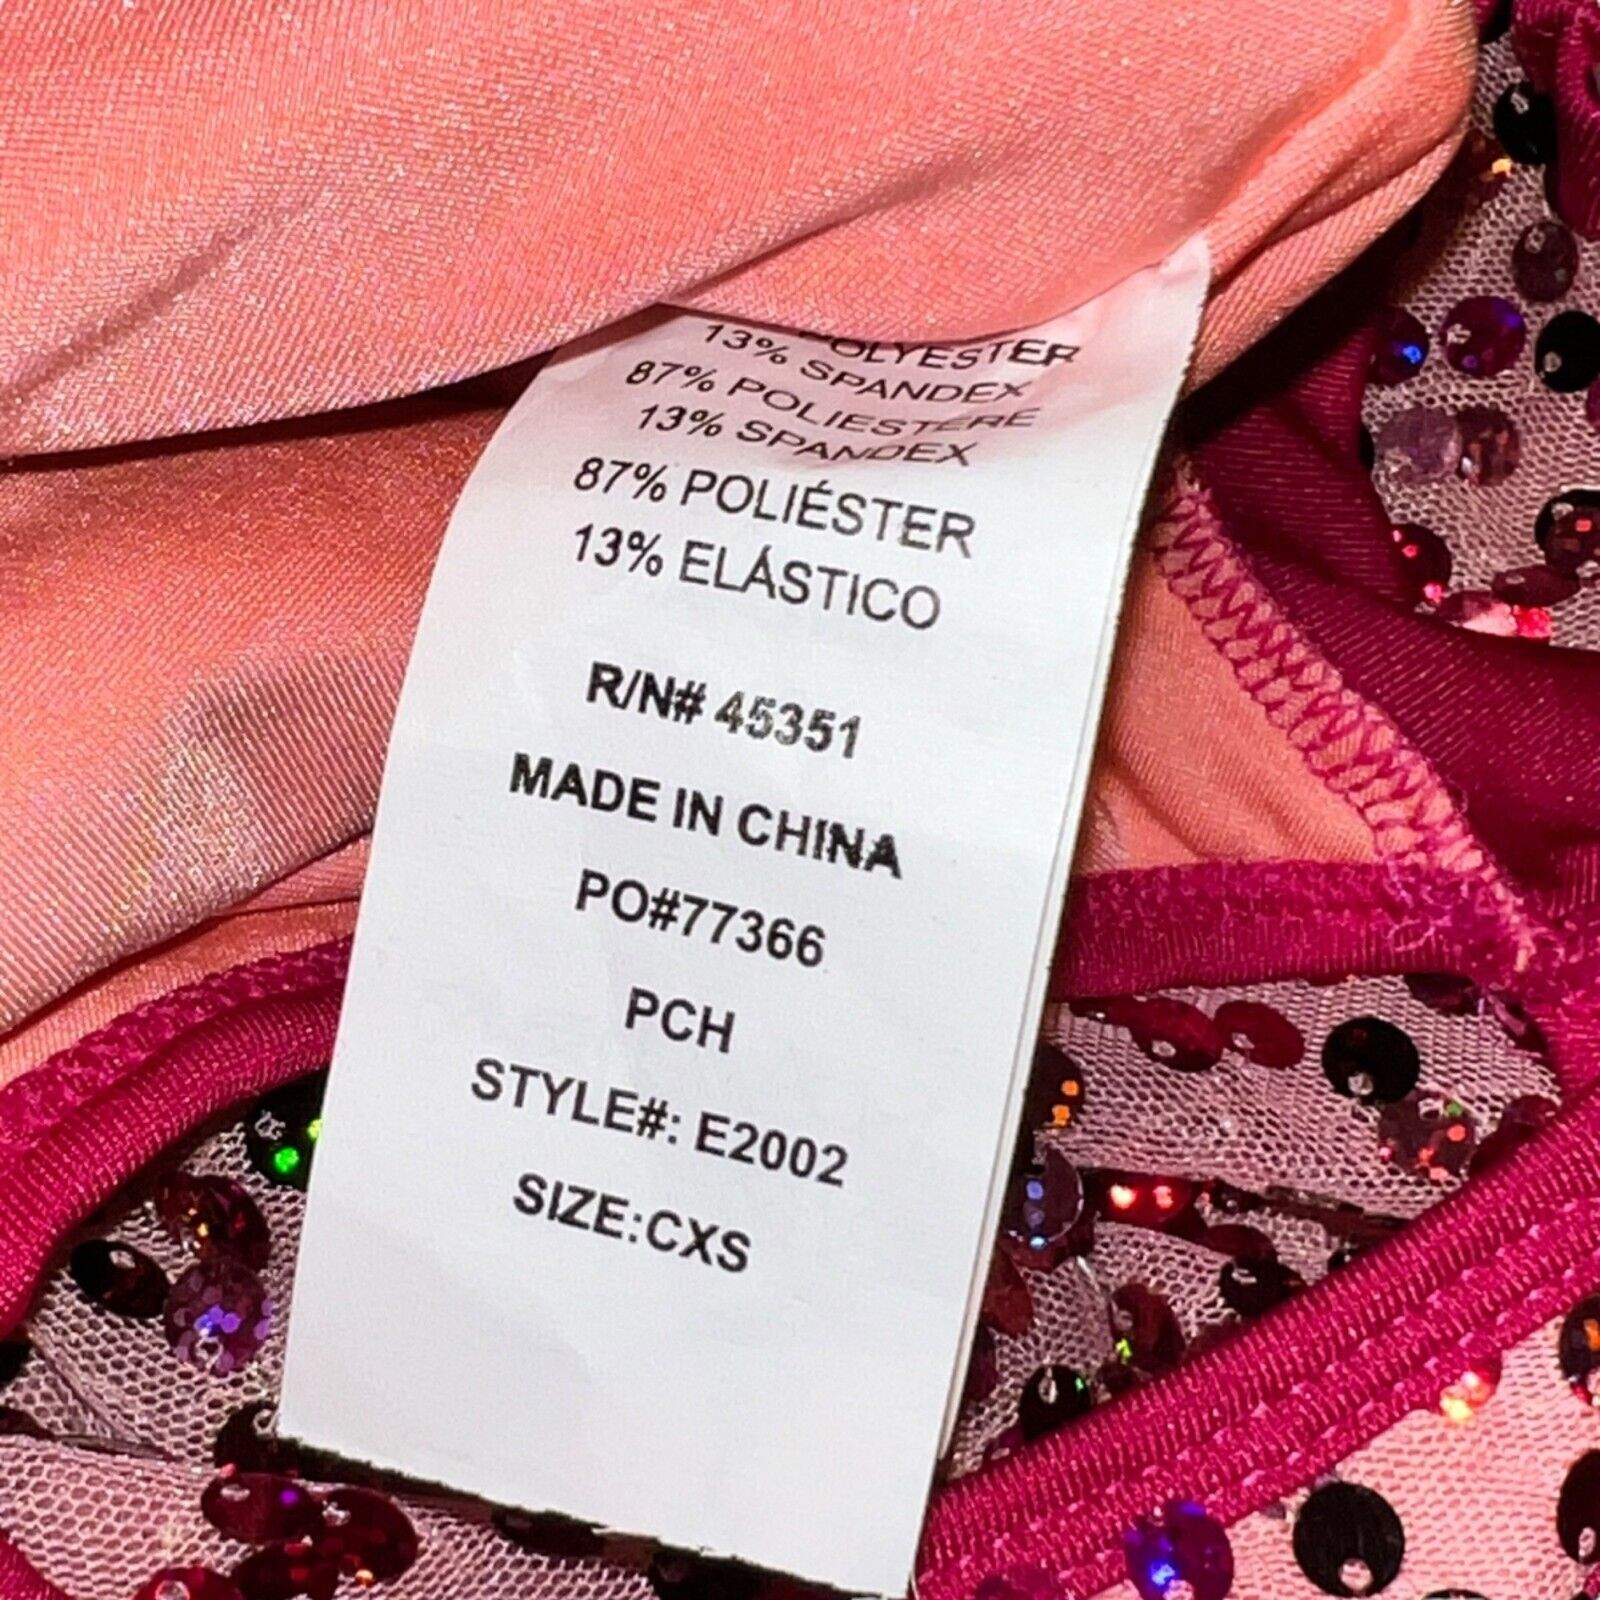 POLYESTER
13% SPANDEX
87% POLIESTERE
13% SPANDEX
87% POLIÉSTER
13% ELÁSTICO
R/N# 45351
MADE IN CHINA
PO#77366
PCH
STYLE#: E2002
SIZE:CXS